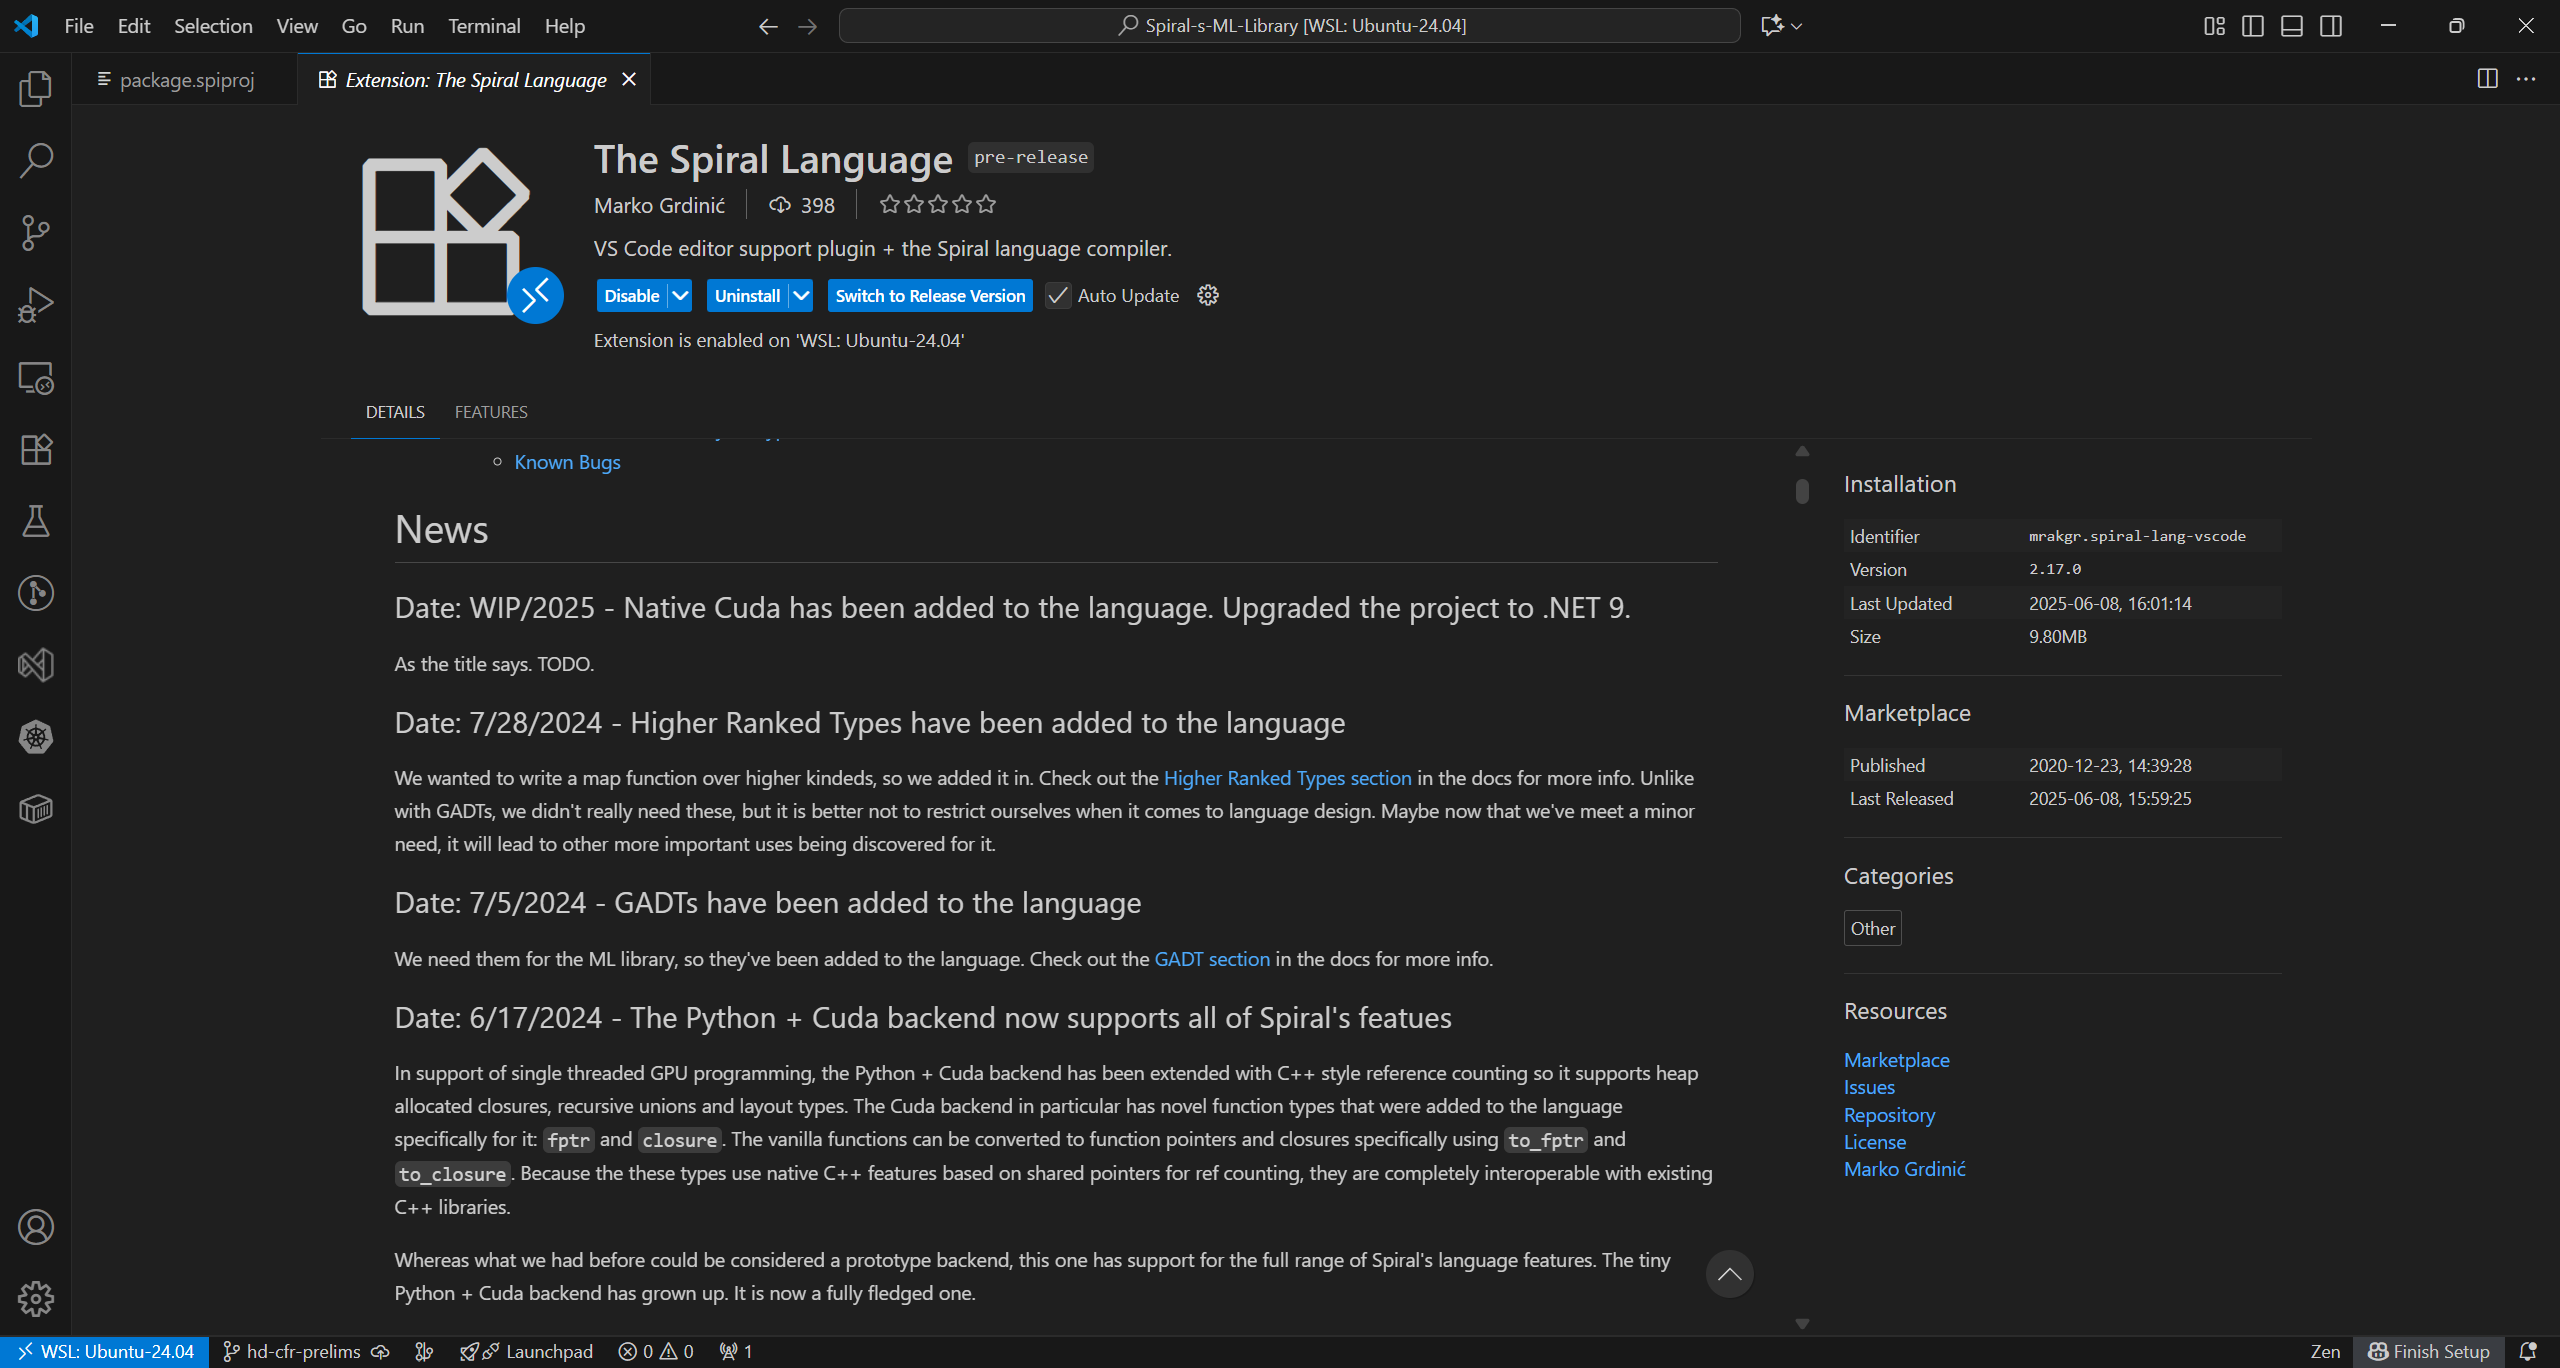 File Edit Selection View Go Run Terminal Help
Spiral-s-ML-Library [WSL: Ubuntu-24.04]
package.spiproj
Extension: The Spiral Language
The Spiral Language pre-release
Marko Grdinić 398
VS Code editor support plugin + the Spiral language compiler.
Disable Uninstall Switch to Release Version Auto Update
Extension is enabled on 'WSL: Ubuntu-24.04'
DETAILS FEATURES
Known Bugs
News
Date: WIP/2025 - Native Cuda has been added to the language. Upgraded the project to .NET 9.
As the title says. TODO.
Date: 7/28/2024 - Higher Ranked Types have been added to the language
We wanted to write a map function over higher kindeds, so we added it in. Check out the Higher Ranked Types section in the docs for more info. Unlike
with GADTs, we didn't really need these, but it is better not to restrict ourselves when it comes to language design. Maybe now that we've meet a minor
need, it will lead to other more important uses being discovered for it.
Date: 7/5/2024 - GADTs have been added to the language
We need them for the ML library, so they've been added to the language. Check out the GADT section in the docs for more info.
Date: 6/17/2024 - The Python + Cuda backend now supports all of Spiral's featues
In support of single threaded GPU programming, the Python + Cuda backend has been extended with C++ style reference counting so it supports heap
allocated closures, recursive unions and layout types. The Cuda backend in particular has novel function types that were added to the language
specifically for it: fptr and closure. The vanilla functions can be converted to function pointers and closures specifically using to_fptr and
to_closure. Because the these types use native C++ features based on shared pointers for ref counting, they are completely interoperable with existing
C++ libraries.
Whereas what we had before could be considered a prototype backend, this one has support for the full range of Spiral's language features. The tiny
Python + Cuda backend has grown up. It is now a fully fledged one.
Installation
Identifier mrakgr.spiral-lang-vscode
Version 2.17.0
Last Updated 2025-06-08, 16:01:14
Size 9.80MB
Marketplace
Published 2020-12-23, 14:39:28
Last Released 2025-06-08, 15:59:25
Categories
Other
Resources
Marketplace
Issues
Repository
License
Marko Grdinić
WSL: Ubuntu-24.04 hd-cfr-prelims Launchpad 0 0 1 Zen Finish Setup